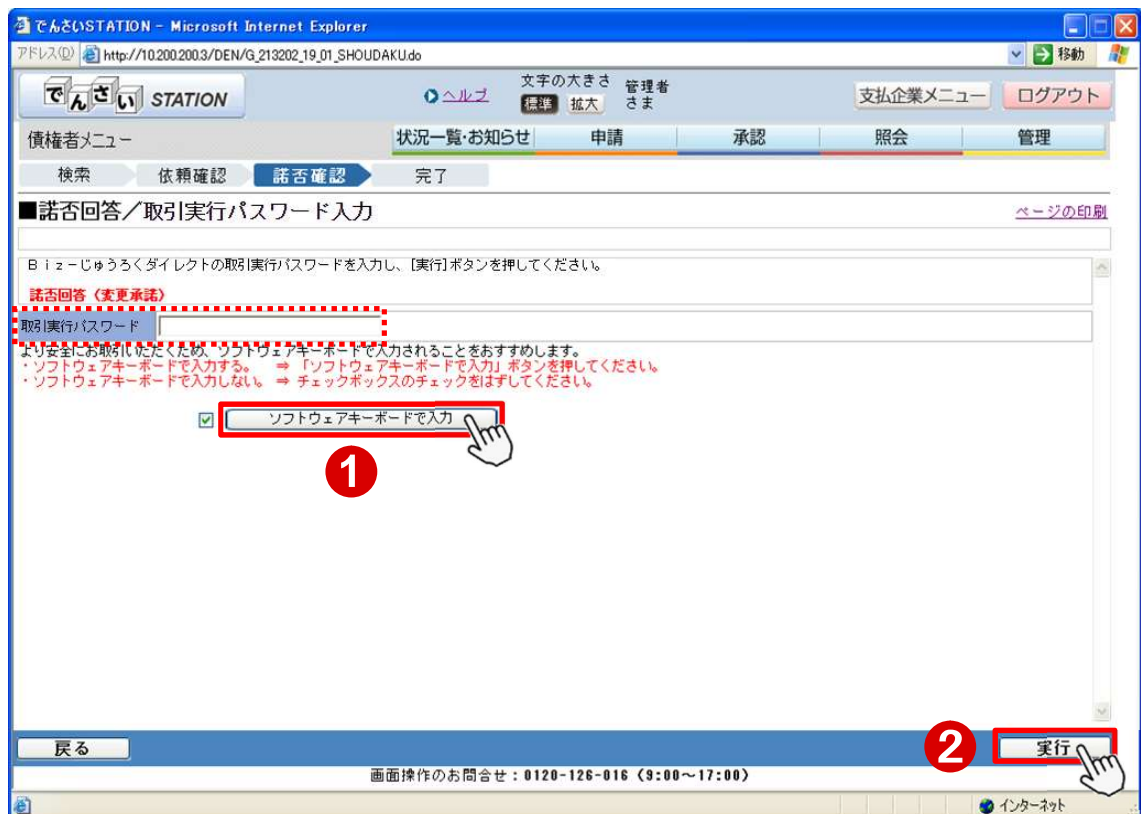 でんさいSTATION - Microsoft Internet Explorer
アドレス(D) http://10.200.200.3/DEN/G_213202_19_01_SHOUDAKU.do 移動
でんさい STATION ヘルプ 文字の大きさ 標準 拡大 管理者さま 支払企業メニュー ログアウト
債権者メニュー 状況一覧・お知らせ 申請 承認 照会 管理
検索 依頼確認 諾否確認 完了
■諾否回答/取引実行パスワード入力 ページの印刷
Biz-じゅうろくダイレクトの取引実行パスワードを入力し、[実行]ボタンを押してください。
諾否回答(変更承諾)
取引実行パスワード
より安全にお取引いただくため、ソフトウェアキーボードで入力されることをおすすめします。
・ソフトウェアキーボードで入力する。 ⇒ 「ソフトウェアキーボードで入力」ボタンを押してください。
・ソフトウェアキーボードで入力しない。 ⇒ チェックボックスのチェックをはずしてください。
ソフトウェアキーボードで入力
1
戻る 2 実行
画面操作のお問合せ:0120-126-016(9:00~17:00)
インターネット